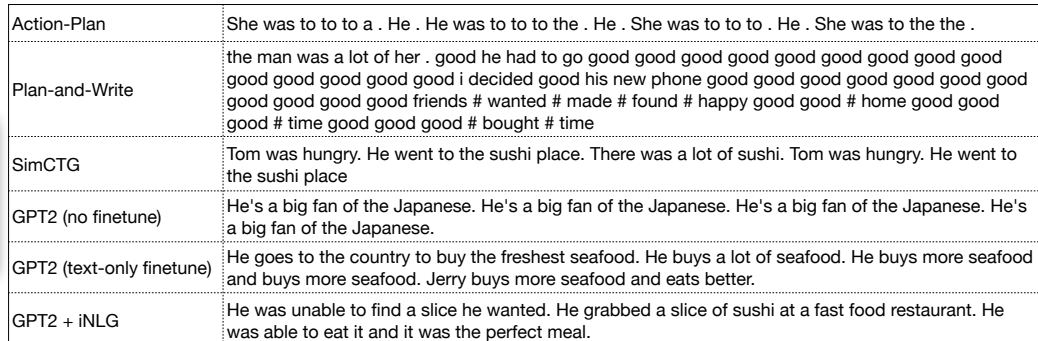 Action-Plan
She was to to to a . He . He was to to to the . He . She was to to to . He . She was to the the .
Plan-and-Write
the man was a lot of her . good he had to go good good good good good good good good good good
good good good good good i decided good his new phone good good good good good good good good
good good good good good friends # wanted # made # found # happy good good # home good good
good # time good good good # bought # time
SimCTG
Tom was hungry. He went to the sushi place. There was a lot of sushi. Tom was hungry. He went to
the sushi place
GPT2 (no finetune)
He's a big fan of the Japanese. He's a big fan of the Japanese. He's a big fan of the Japanese. He's
a big fan of the Japanese.
GPT2 (text-only finetune)
He goes to the country to buy the freshest seafood. He buys a lot of seafood. He buys more seafood
and buys more seafood. Jerry buys more seafood and eats better.
GPT2 + iNLG
He was unable to find a slice he wanted. He grabbed a slice of sushi at a fast food restaurant. He
was able to eat it and it was the perfect meal.